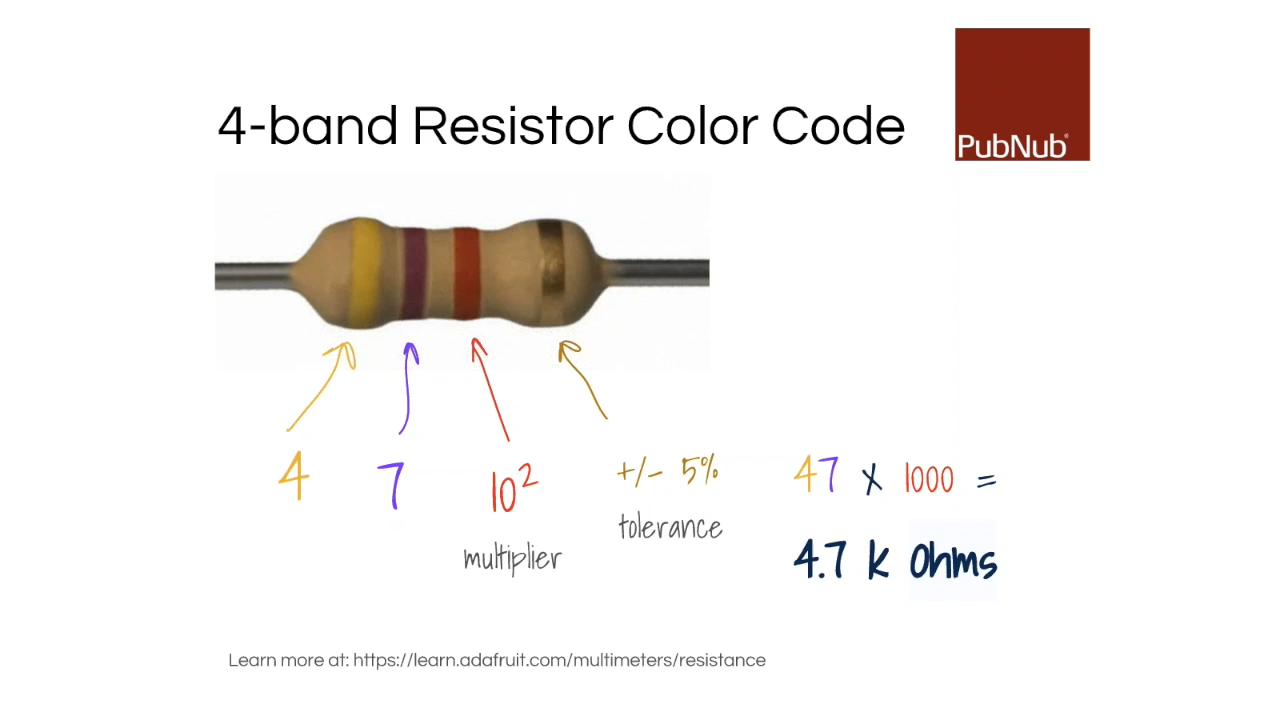 4-band Resistor Color Code
PubNub®
4
7
10²
+/- 5%
47 x 1000 =
tolerance
multiplier
4.7 k Ohms
Learn more at: https://learn.adafruit.com/multimeters/resistance